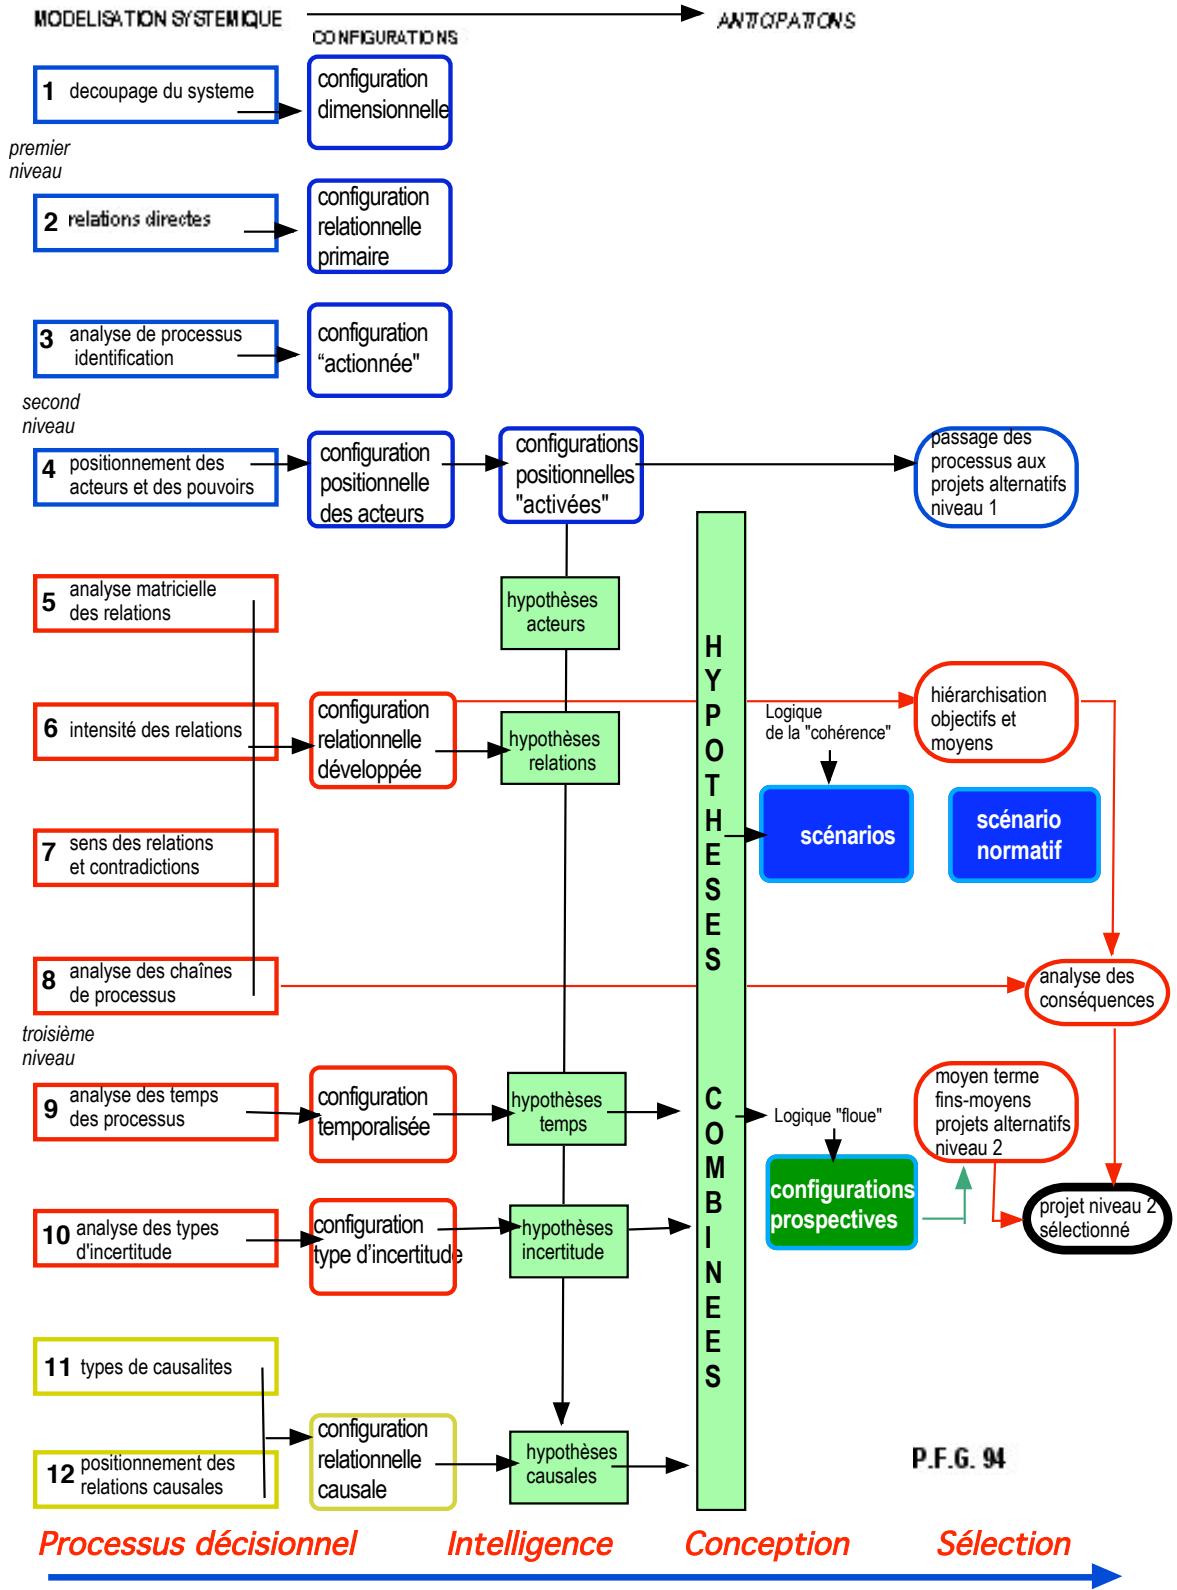 MODELISATION SYSTEMIQUE
ANTICIPATIONS
CONFIGURATIONS
1 decoupage du systeme
configuration
dimensionnelle
premier
niveau
2 relations directes
configuration
relationnelle
primaire
3 analyse de processus
identification
configuration
“actionnée"
second
niveau
4 positionnement des
acteurs et des pouvoirs
configuration
positionnelle
des acteurs
configurations
positionnelles
"activées"
passage des
processus aux
projets alternatifs
niveau 1
5 analyse matricielle
des relations
hypothèses
acteurs
HYPOTHESES COMBINEES
6 intensité des relations
configuration
relationnelle
développée
hypothèses
relations
Logique
de la "cohérence"
hiérarchisation
objectifs et
moyens
scénarios
scénario
normatif
7 sens des relations
et contradictions
8 analyse des chaînes
de processus
analyse des
conséquences
troisième
niveau
9 analyse des temps
des processus
configuration
temporalisée
hypothèses
temps
Logique "floue"
moyen terme
fins-moyens
projets alternatifs
niveau 2
10 analyse des types
d'incertitude
configuration
type d’incertitude
hypothèses
incertitude
configurations
prospectives
projet niveau 2
sélectionné
11 types de causalites
12 positionnement des
relations causales
configuration
relationnelle
causale
hypothèses
causales
P.F.G. 94
Processus décisionnel
Intelligence
Conception
Sélection